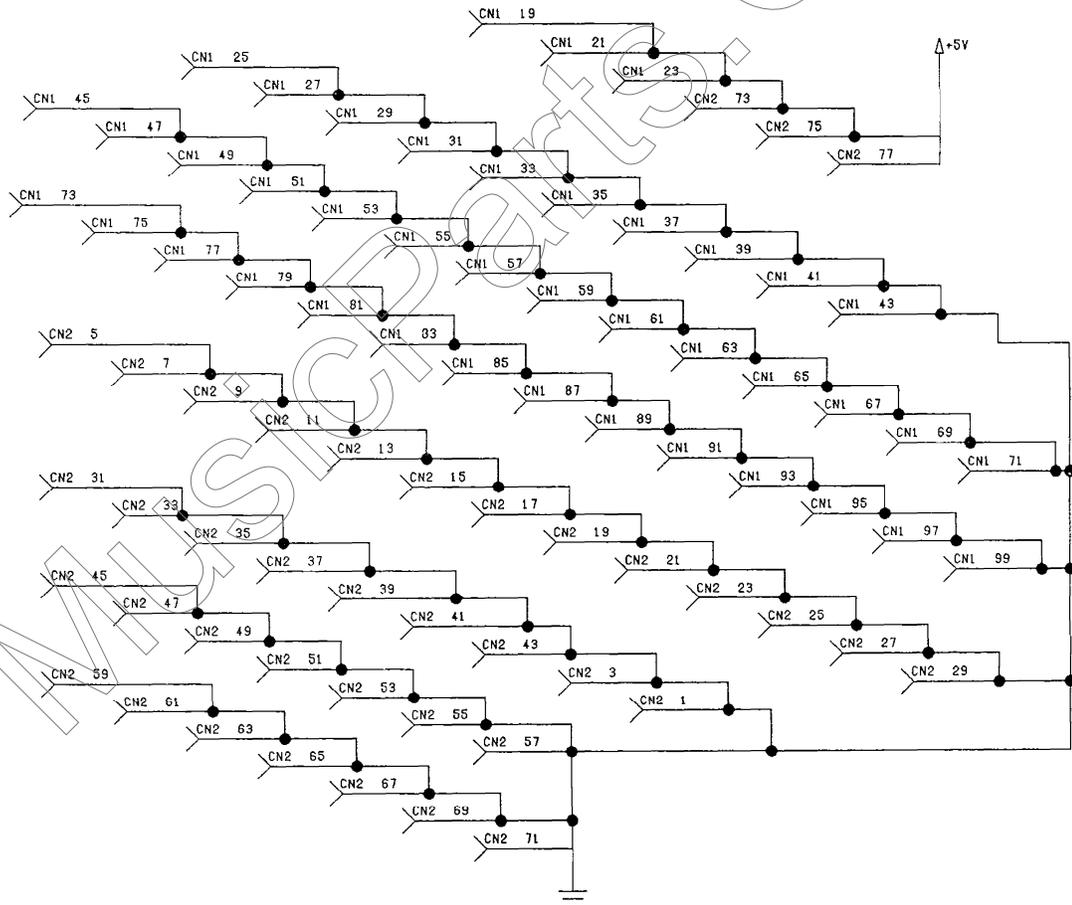 CN1 19
CN1 21
CN1 23
CN2 73
CN2 75
CN2 77
+5V
CN1 25
CN1 27
CN1 29
CN1 31
CN1 33
CN1 35
CN1 37
CN1 39
CN1 41
CN1 43
CN1 45
CN1 47
CN1 49
CN1 51
CN1 53
CN1 55
CN1 57
CN1 59
CN1 61
CN1 63
CN1 65
CN1 67
CN1 69
CN1 71
CN1 73
CN1 75
CN1 77
CN1 79
CN1 81
CN1 83
CN1 85
CN1 87
CN1 89
CN1 91
CN1 93
CN1 95
CN1 97
CN1 99
CN2 5
CN2 7
CN2 9
CN2 11
CN2 13
CN2 15
CN2 17
CN2 19
CN2 21
CN2 23
CN2 25
CN2 27
CN2 29
CN2 31
CN2 33
CN2 35
CN2 37
CN2 39
CN2 41
CN2 43
CN2 3
CN2 1
CN2 45
CN2 47
CN2 49
CN2 51
CN2 53
CN2 55
CN2 57
CN2 59
CN2 61
CN2 63
CN2 65
CN2 67
CN2 69
CN2 71
MusicParts.